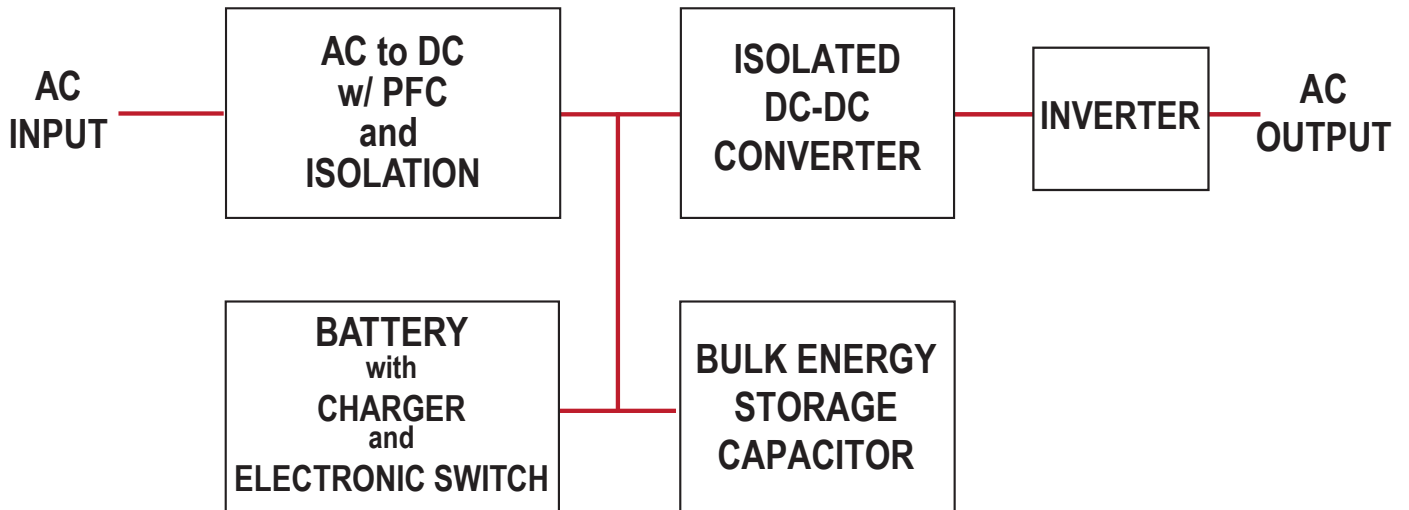 AC
INPUT
AC to DC
w/ PFC
and
ISOLATION
ISOLATED
DC-DC
CONVERTER
INVERTER
AC
OUTPUT
BATTERY
with
CHARGER
and
ELECTRONIC SWITCH
BULK ENERGY
STORAGE
CAPACITOR